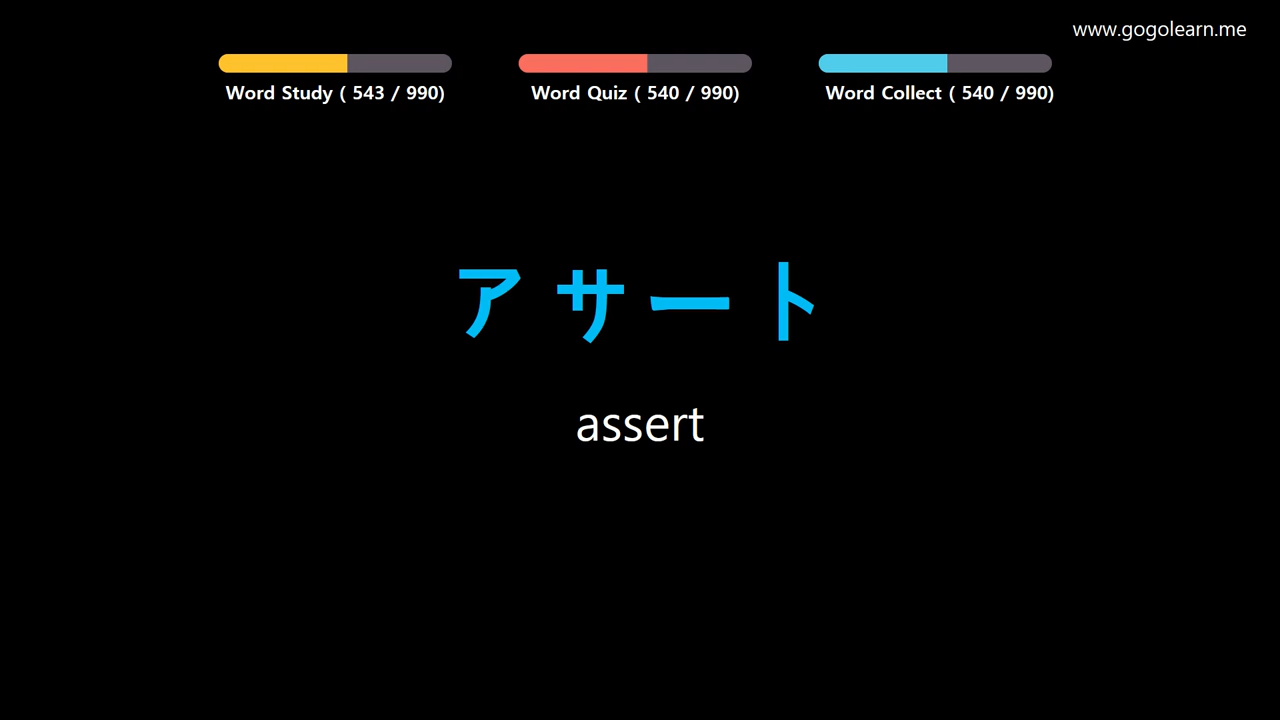 www.gogolearn.me
Word Study ( 543 / 990)
Word Quiz ( 540 / 990)
Word Collect ( 540 / 990)
アサート
assert